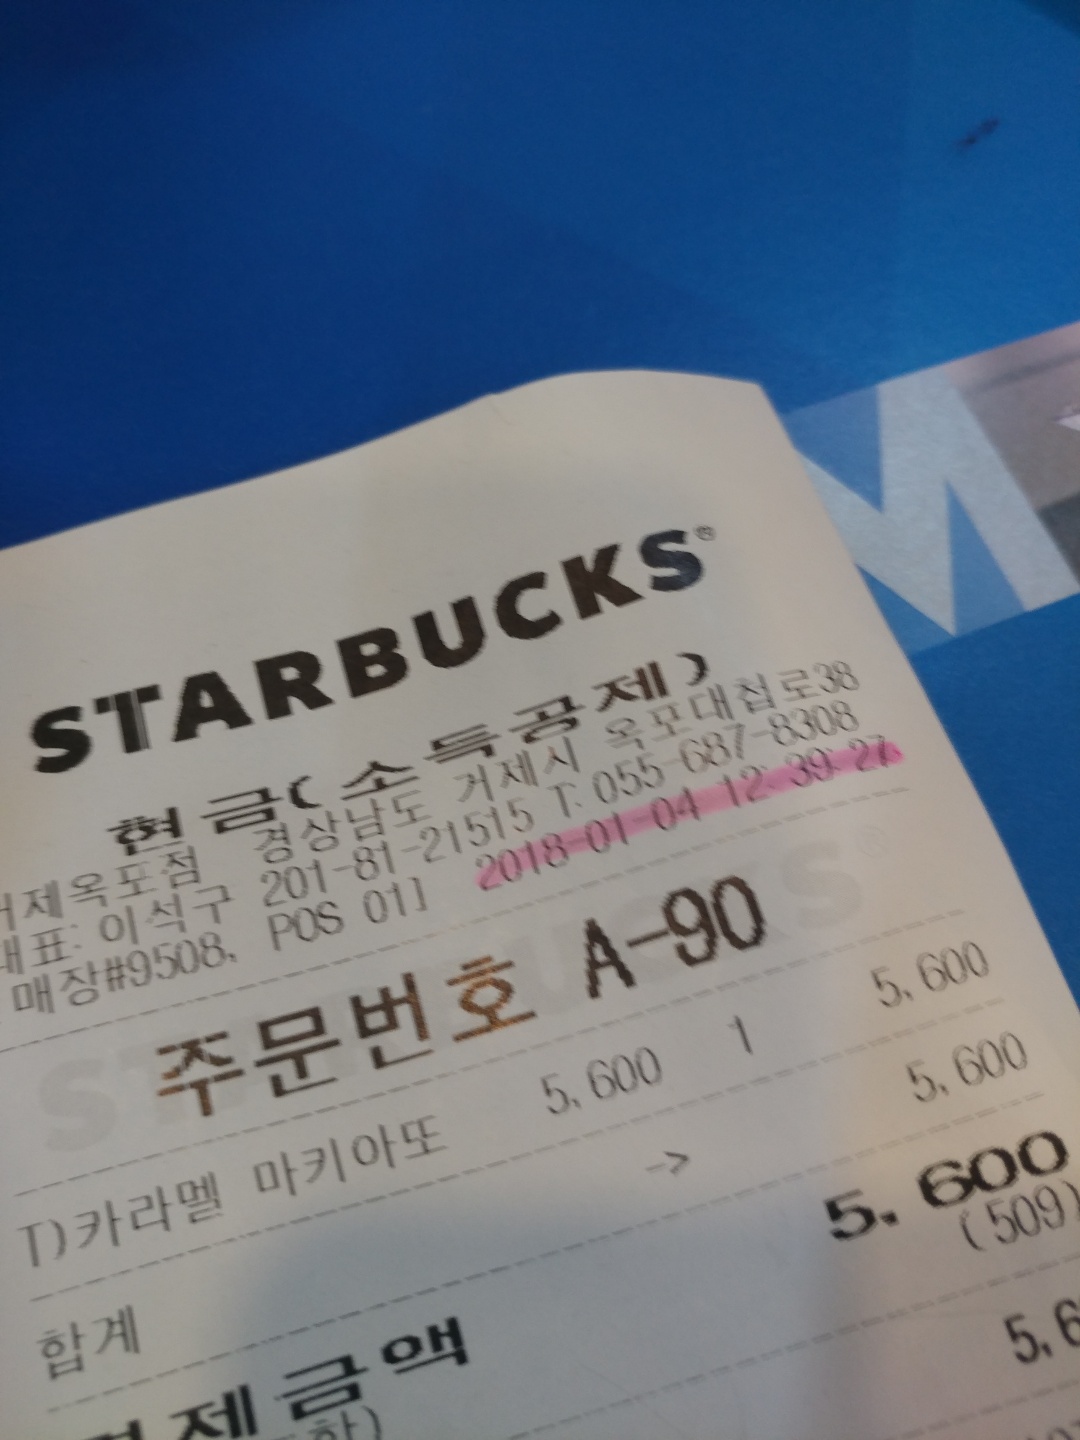 STARBUCKS®
현금(소득공제)
거제옥포점 경상남도 거제시 옥포대첩로38
대표: 이석구 201-81-21515 T: 055-687-8308
매장#9508, POS 01] 2018-01-04 12:39:27
주문번호 A-90
T)카라멜 마키아또 5,600 1 5,600
-> 5,600
합계 5,600
결제금액 (509)
5,6
M